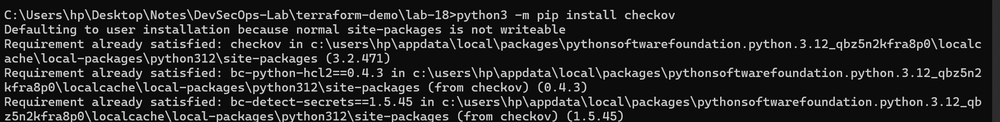 C:\Users\hp\Desktop\Notes\DevSecOps-Lab\terraform-demo\lab-18>python3 -m pip install checkov
Defaulting to user installation because normal site-packages is not writeable
Requirement already satisfied: checkov in c:\users\hp\appdata\local\packages\pythonsoftwarefoundation.python.3.12_qbz5n2kfra8p0\localc
ache\local-packages\python312\site-packages (3.2.471)
Requirement already satisfied: bc-python-hcl2==0.4.3 in c:\users\hp\appdata\local\packages\pythonsoftwarefoundation.python.3.12_qbz5n2
kfra8p0\localcache\local-packages\python312\site-packages (from checkov) (0.4.3)
Requirement already satisfied: bc-detect-secrets==1.5.45 in c:\users\hp\appdata\local\packages\pythonsoftwarefoundation.python.3.12_qb
z5n2kfra8p0\localcache\local-packages\python312\site-packages (from checkov) (1.5.45)